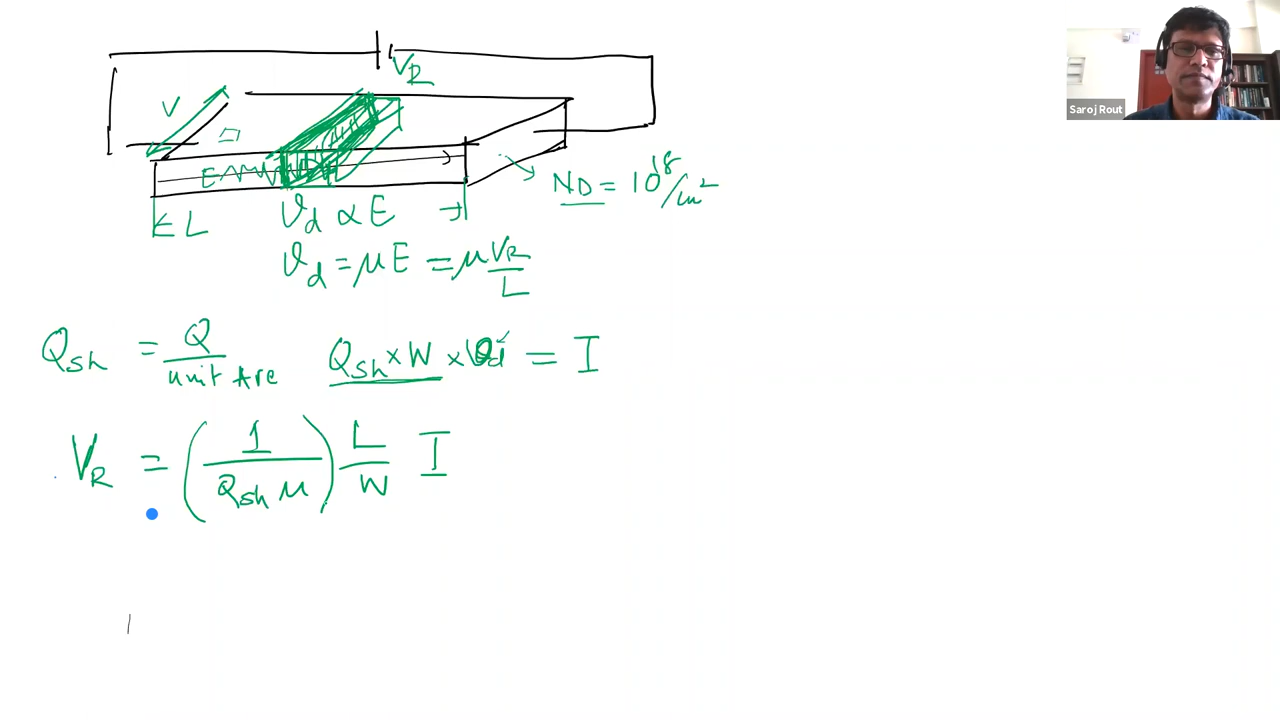 V_R
V
E
N_D = 10^18/cm^2
L
v_d ∝ E
v_d = μE = μ V_R/L
Q_sh = Q/unit Are
Q_sh × W × v_d = I
V_R = (1/(Q_sh μ)) L/W I
Saroj Rout